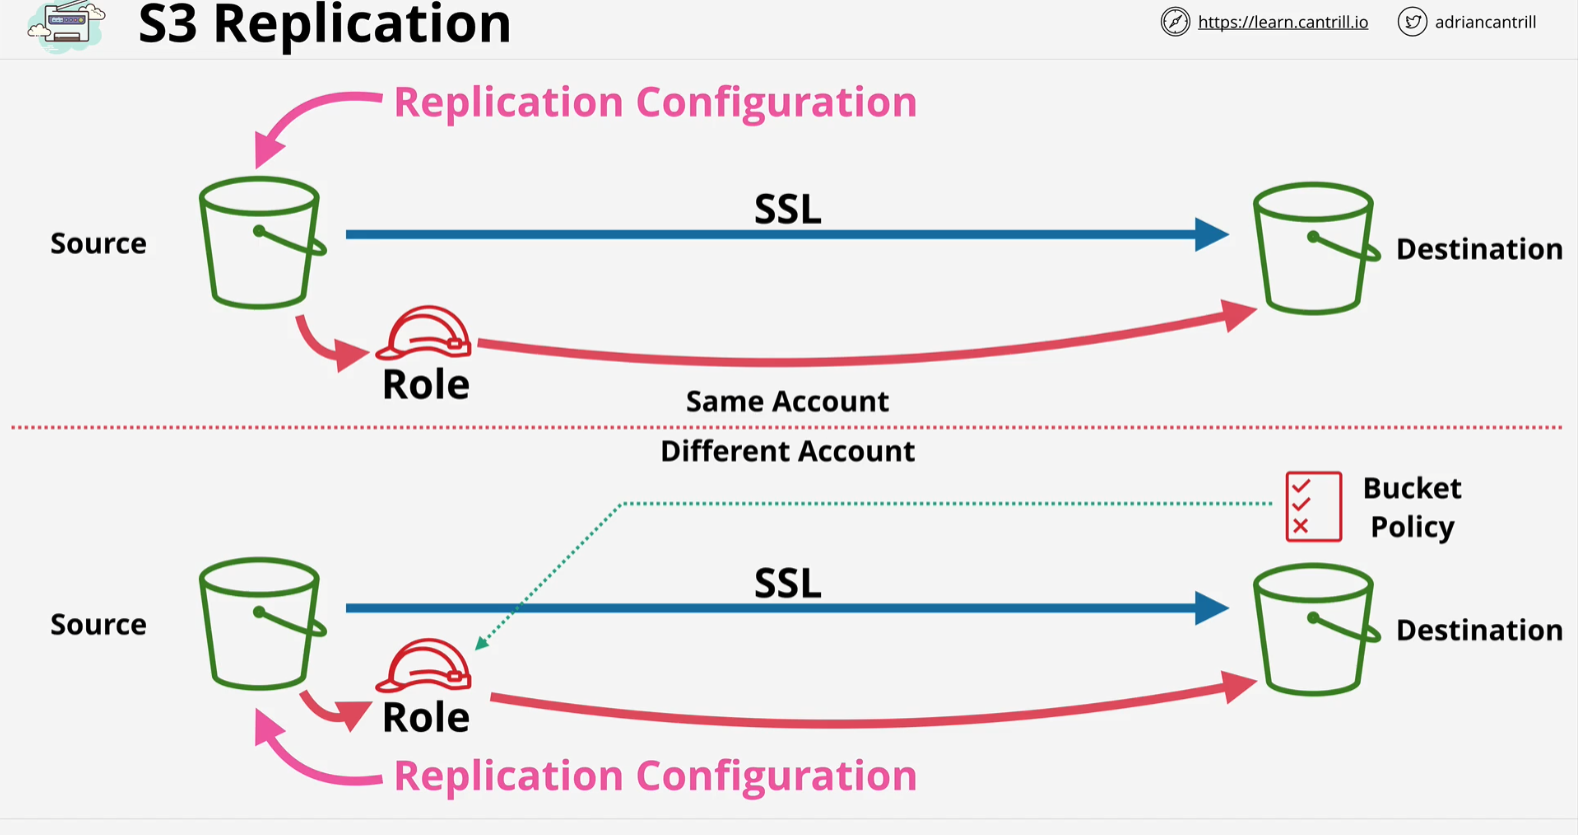 S3 Replication
https://learn.cantrill.io
adriancantrill
Replication Configuration
SSL
Source
Destination
Role
Same Account
Different Account
Bucket
Policy
SSL
Source
Destination
Role
Replication Configuration